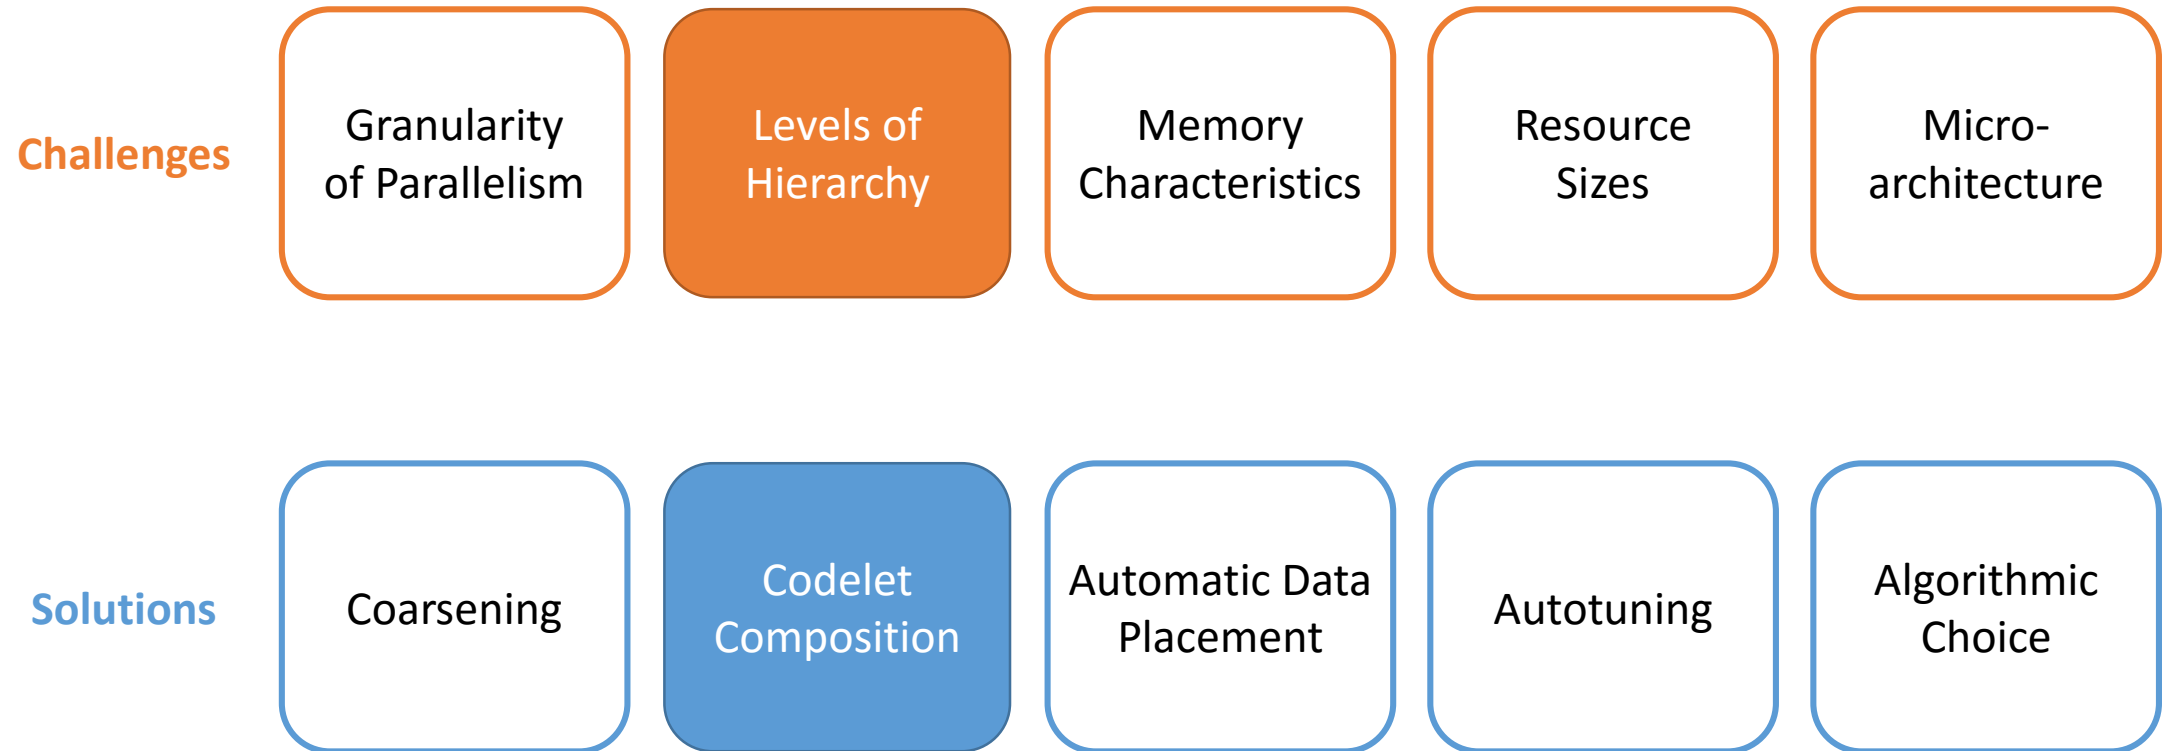 Challenges
Granularity
of Parallelism
Levels of
Hierarchy
Memory
Characteristics
Resource
Sizes
Micro-
architecture
Solutions
Coarsening
Codelet
Composition
Automatic Data
Placement
Autotuning
Algorithmic
Choice